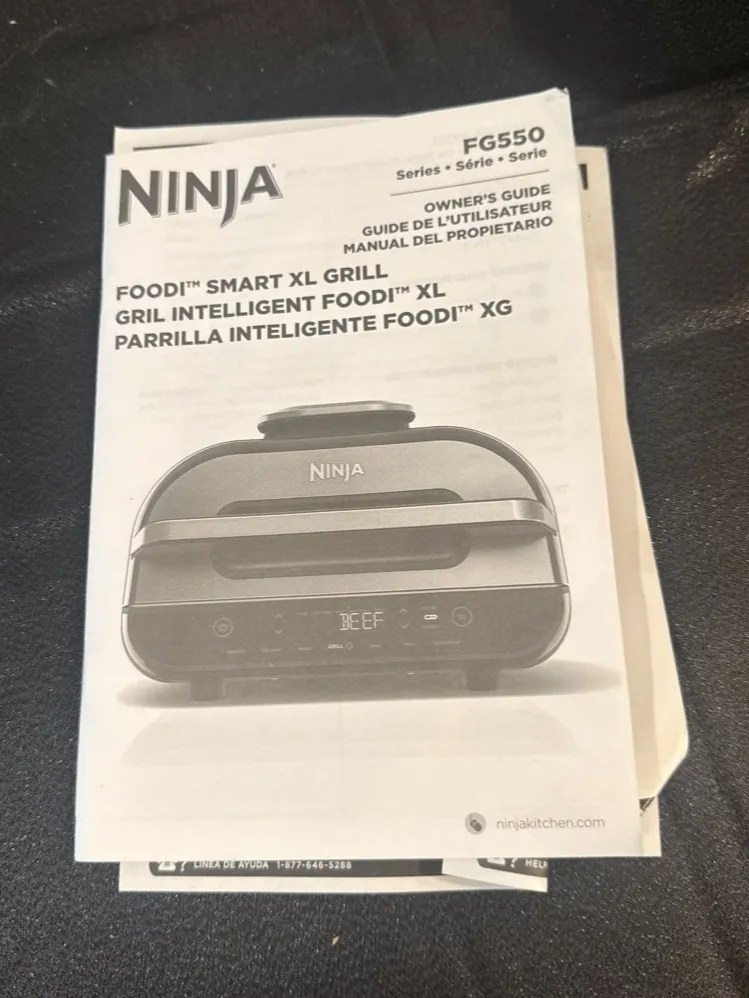 NINJA®
FG550
Series • Série • Serie
OWNER'S GUIDE
GUIDE DE L'UTILISATEUR
MANUAL DEL PROPIETARIO
FOODI™ SMART XL GRILL
GRIL INTELLIGENT FOODI™ XL
PARRILLA INTELIGENTE FOODI™ XG
NINJA
BEEF
GRILL
ninjakitchen.com
LÍNEA DE AYUDA 1-877-646-5288